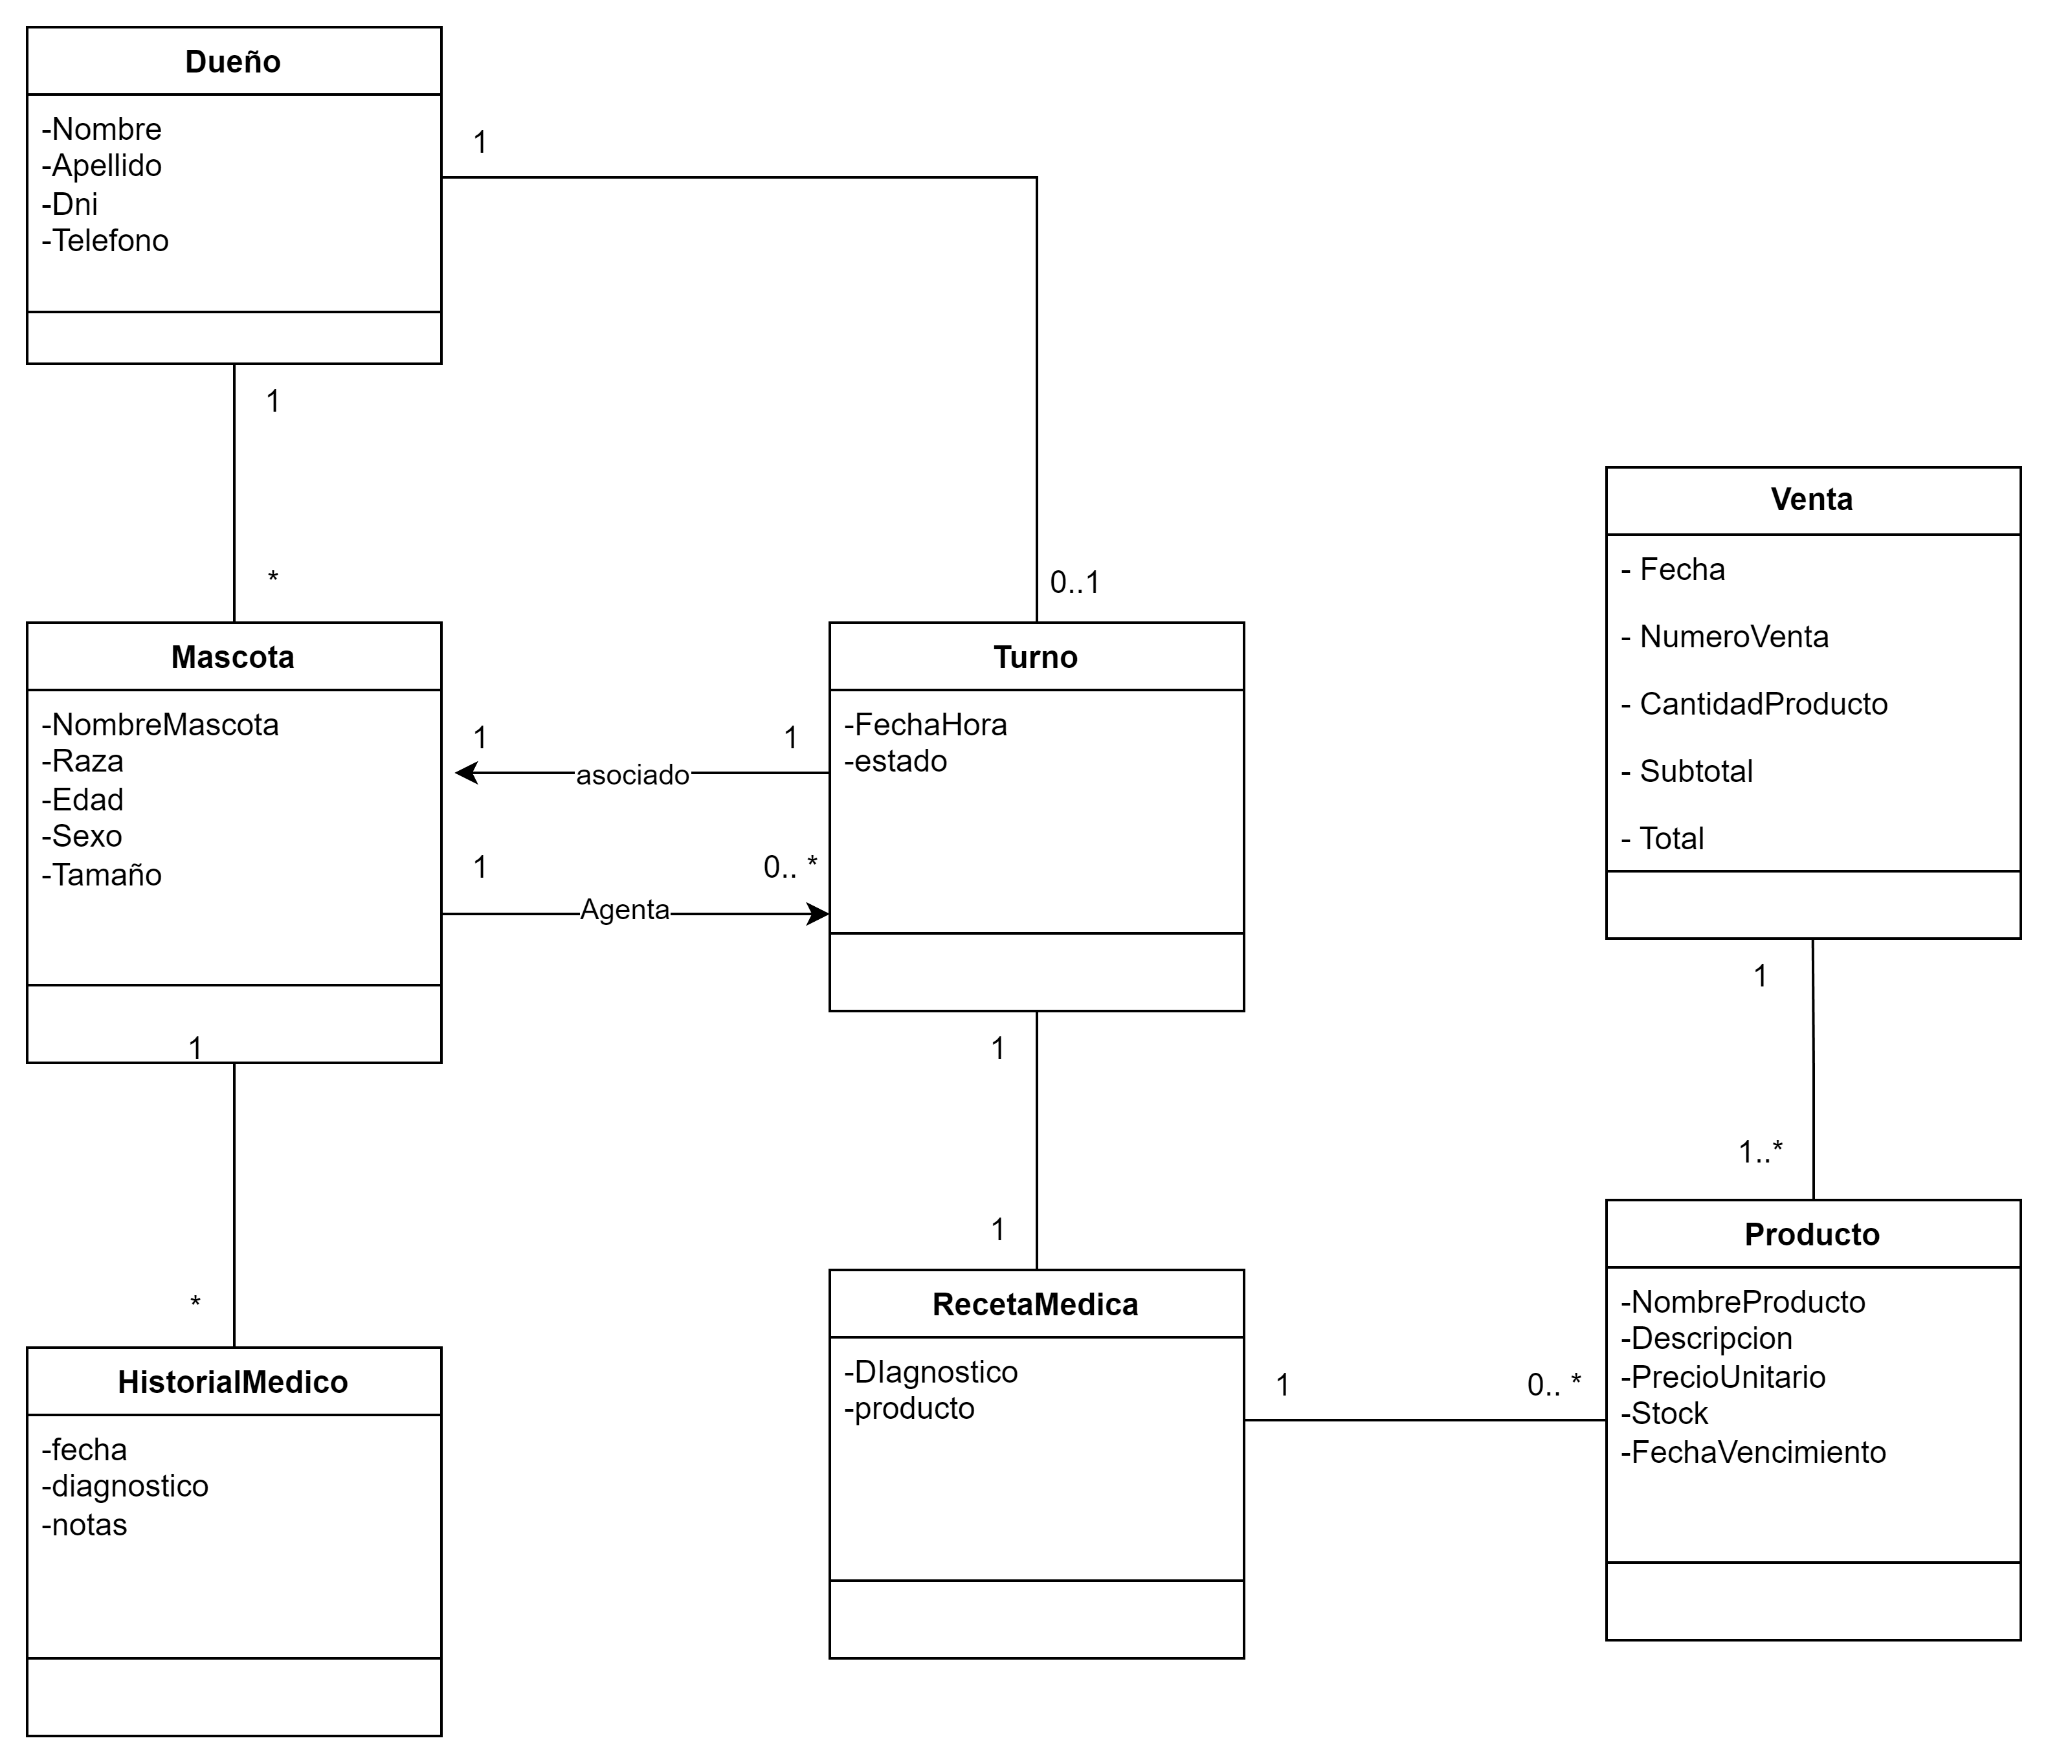 Dueño
-Nombre
-Apellido
-Dni
-Telefono
1
0..1
1
*
Mascota
-NombreMascota
-Raza
-Edad
-Sexo
-Tamaño
1
asociado
1
1
Agenta
0.. *
Turno
-FechaHora
-estado
1
1
1
*
HistorialMedico
-fecha
-diagnostico
-notas
RecetaMedica
-DIagnostico
-producto
1
0.. *
Venta
- Fecha
- NumeroVenta
- CantidadProducto
- Subtotal
- Total
1
1..*
Producto
-NombreProducto
-Descripcion
-PrecioUnitario
-Stock
-FechaVencimiento